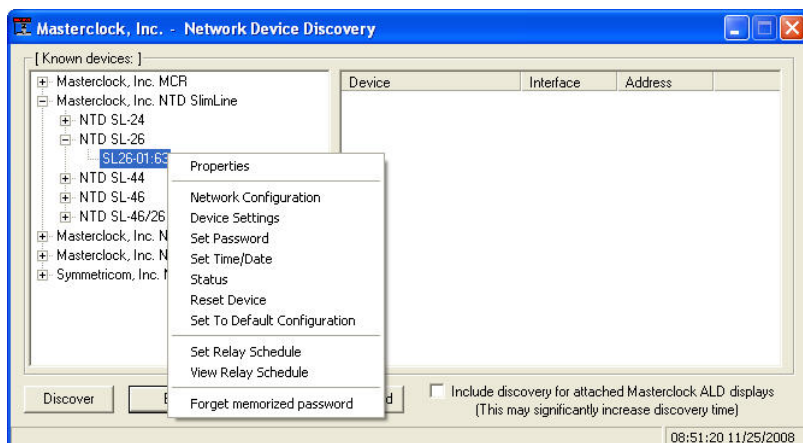 Masterclock, Inc. - Network Device Discovery
[ Known devices: ]
Masterclock, Inc. MCR
Masterclock, Inc. NTD SlimLine
NTD SL-24
NTD SL-26
SL26-01:63
NTD SL-44
NTD SL-46
NTD SL-46/26
Masterclock, Inc. N
Masterclock, Inc. N
Symmetricom, Inc. N
Device Interface Address
Properties
Network Configuration
Device Settings
Set Password
Set Time/Date
Status
Reset Device
Set To Default Configuration
Set Relay Schedule
View Relay Schedule
Forget memorized password
Discover
Include discovery for attached Masterclock ALD displays
(This may significantly increase discovery time)
08:51:20 11/25/2008